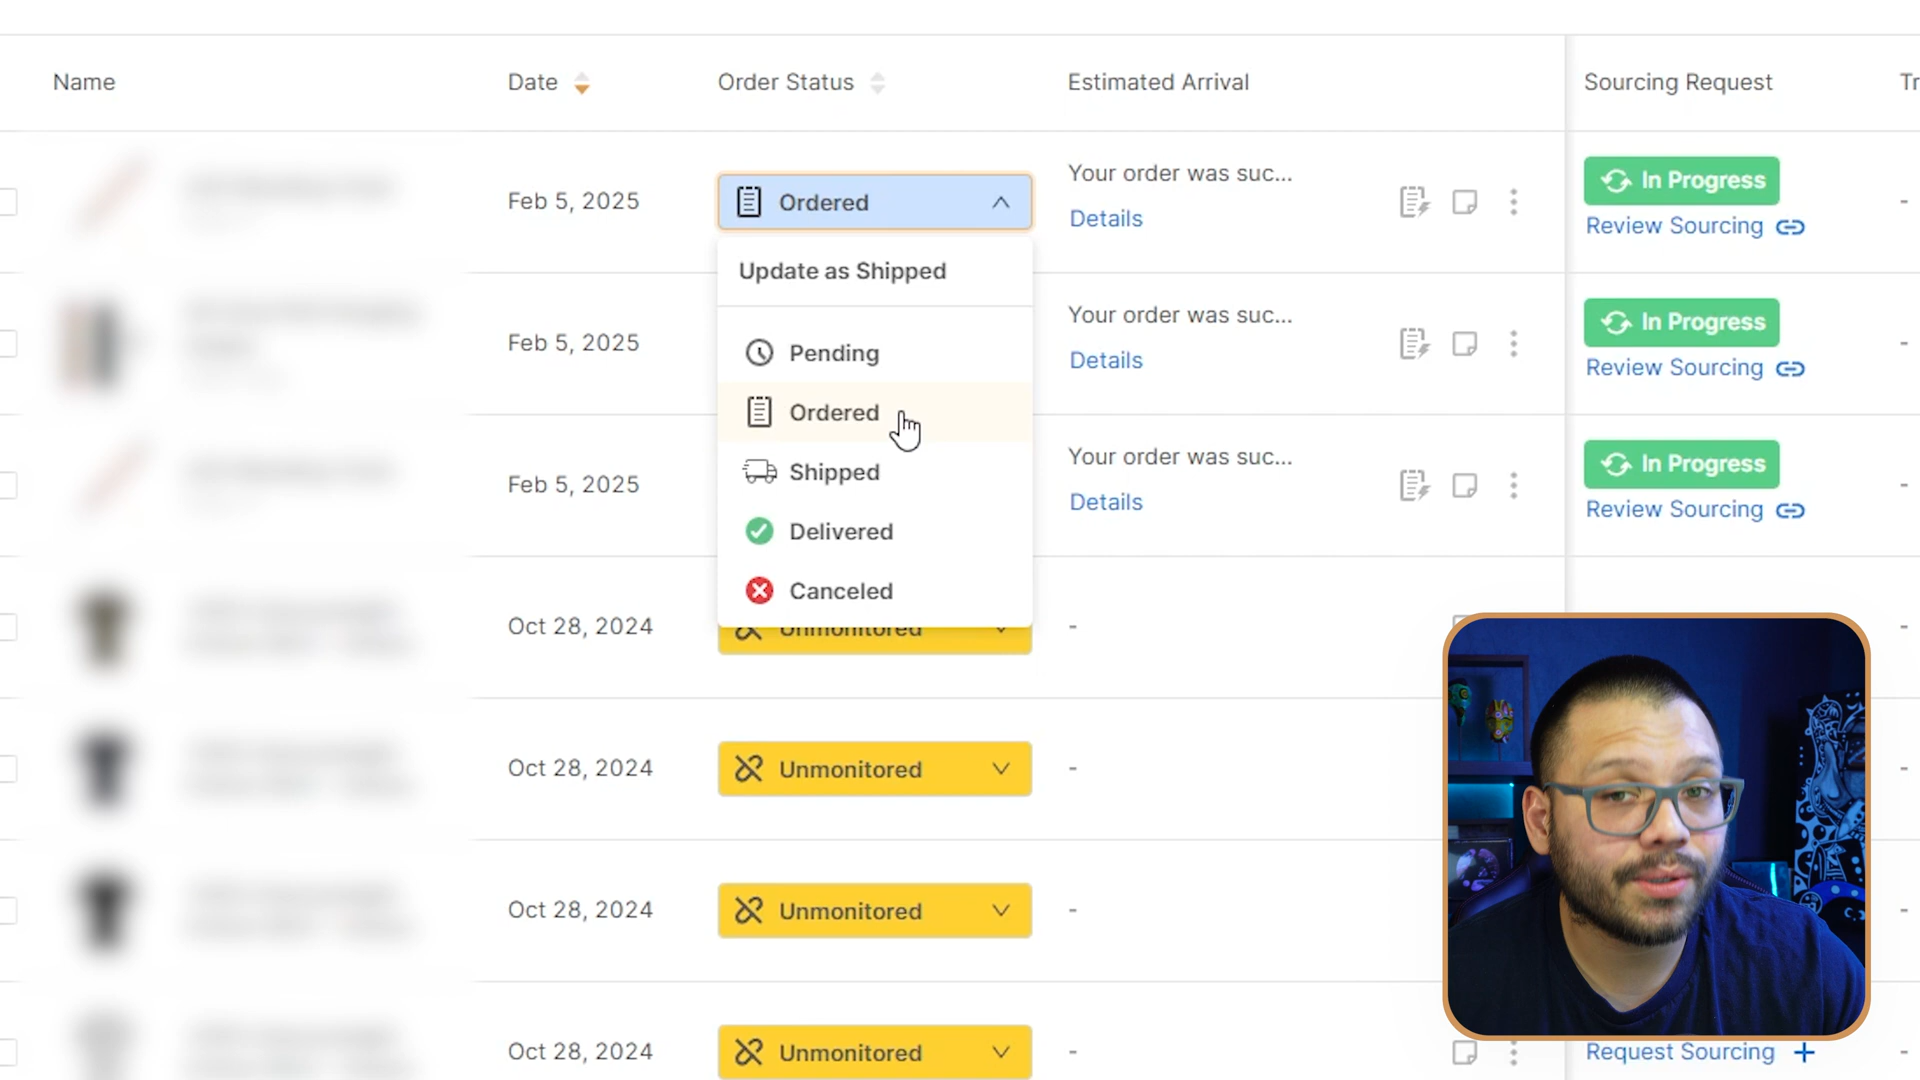 Name
Date
Order Status
Estimated Arrival
Sourcing Request
Tr
Feb 5, 2025
Ordered
Your order was suc...
Details
In Progress
Review Sourcing
-
Update as Shipped
Pending
Ordered
Shipped
Delivered
Canceled
Feb 5, 2025
Your order was suc...
Details
In Progress
Review Sourcing
-
Feb 5, 2025
Your order was suc...
Details
In Progress
Review Sourcing
-
Oct 28, 2024
Unmonitored
-
-
Oct 28, 2024
Unmonitored
-
-
Oct 28, 2024
Unmonitored
-
-
Oct 28, 2024
Unmonitored
-
Request Sourcing +
-